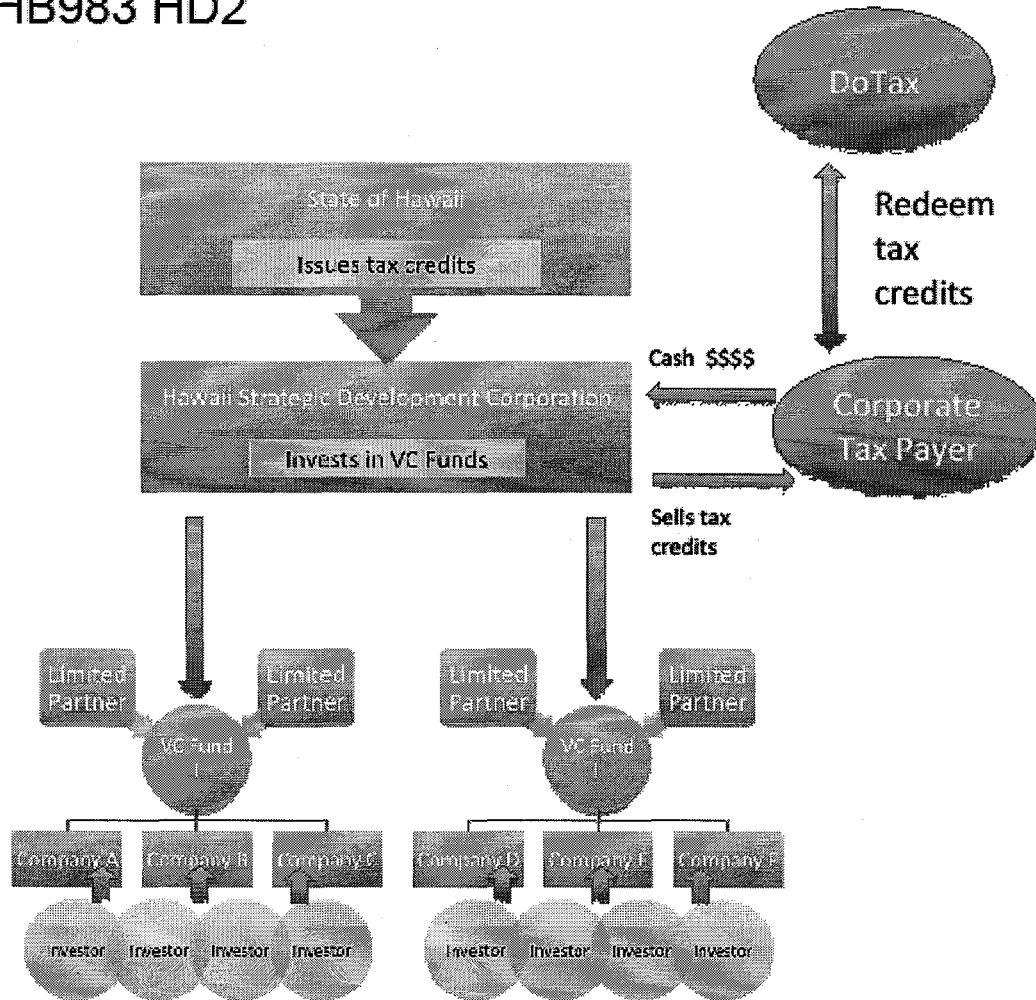 HB983 HD2
DoTax
State of Hawaii
Issues tax credits
Redeem
tax
credits
Cash $$$$
Hawaii Strategic Development Corporation
Corporate
Tax Payer
Invests in VC Funds
Sells tax
credits
Limited
Partner
Limited
Partner
Limited
Partner
Limited
Partner
VC Fund
I
VC Fund
I
Company A
Company B
Company C
Company D
Company E
Company F
Investor
Investor
Investor
Investor
Investor
Investor
Investor
Investor